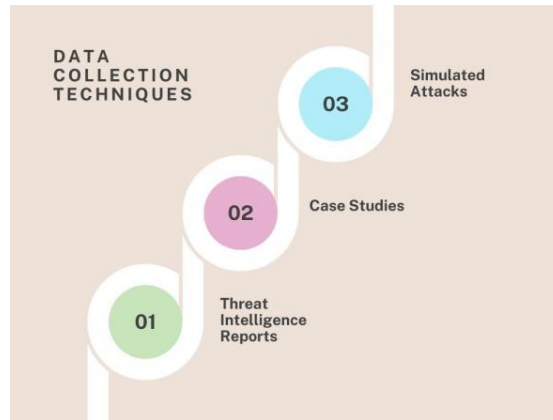 DATA
COLLECTION
TECHNIQUES
03
Simulated
Attacks
02
Case Studies
01
Threat
Intelligence
Reports